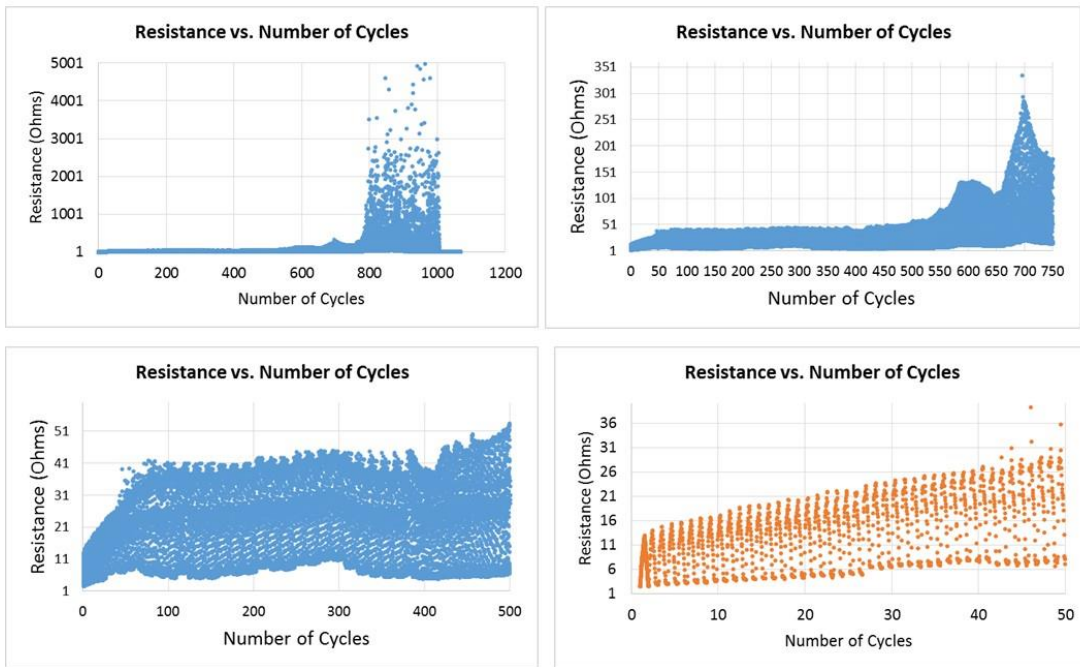 Resistance vs. Number of Cycles
5001
4001
3001
2001
1001
1
Resistance (Ohms)
0 200 400 600 800 1000 1200
Number of Cycles
Resistance vs. Number of Cycles
351
301
251
201
151
101
51
1
Resistance (Ohms)
0 50 100 150 200 250 300 350 400 450 500 550 600 650 700 750
Number of Cycles
Resistance vs. Number of Cycles
51
41
31
21
11
1
Resistance (Ohms)
0 100 200 300 400 500
Number of Cycles
Resistance vs. Number of Cycles
36
31
26
21
16
11
6
1
Resistance (Ohms)
0 10 20 30 40 50
Number of Cycles